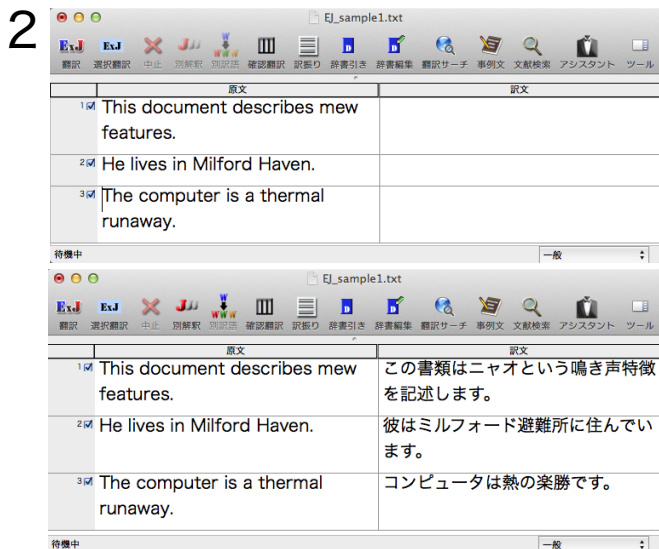 2
EJ_sample1.txt
ExJ ExJ J W WWW D D
翻訳 選択翻訳 中止 別解釈 別訳語 確認翻訳 訳振り 辞書引き 辞書編集 翻訳サーチ 事例文 文献検索 アシスタント ツール
原文 訳文
1 This document describes mew
features.
2 He lives in Milford Haven.
3 The computer is a thermal
runaway.
待機中 一般
EJ_sample1.txt
ExJ ExJ J W WWW D D
翻訳 選択翻訳 中止 別解釈 別訳語 確認翻訳 訳振り 辞書引き 辞書編集 翻訳サーチ 事例文 文献検索 アシスタント ツール
原文 訳文
1 This document describes mew この書類はニャオという鳴き声特徴
features. を記述します。
2 He lives in Milford Haven. 彼はミルフォード避難所に住んでい
ます。
3 The computer is a thermal コンピュータは熱の楽勝です。
runaway.
待機中 一般